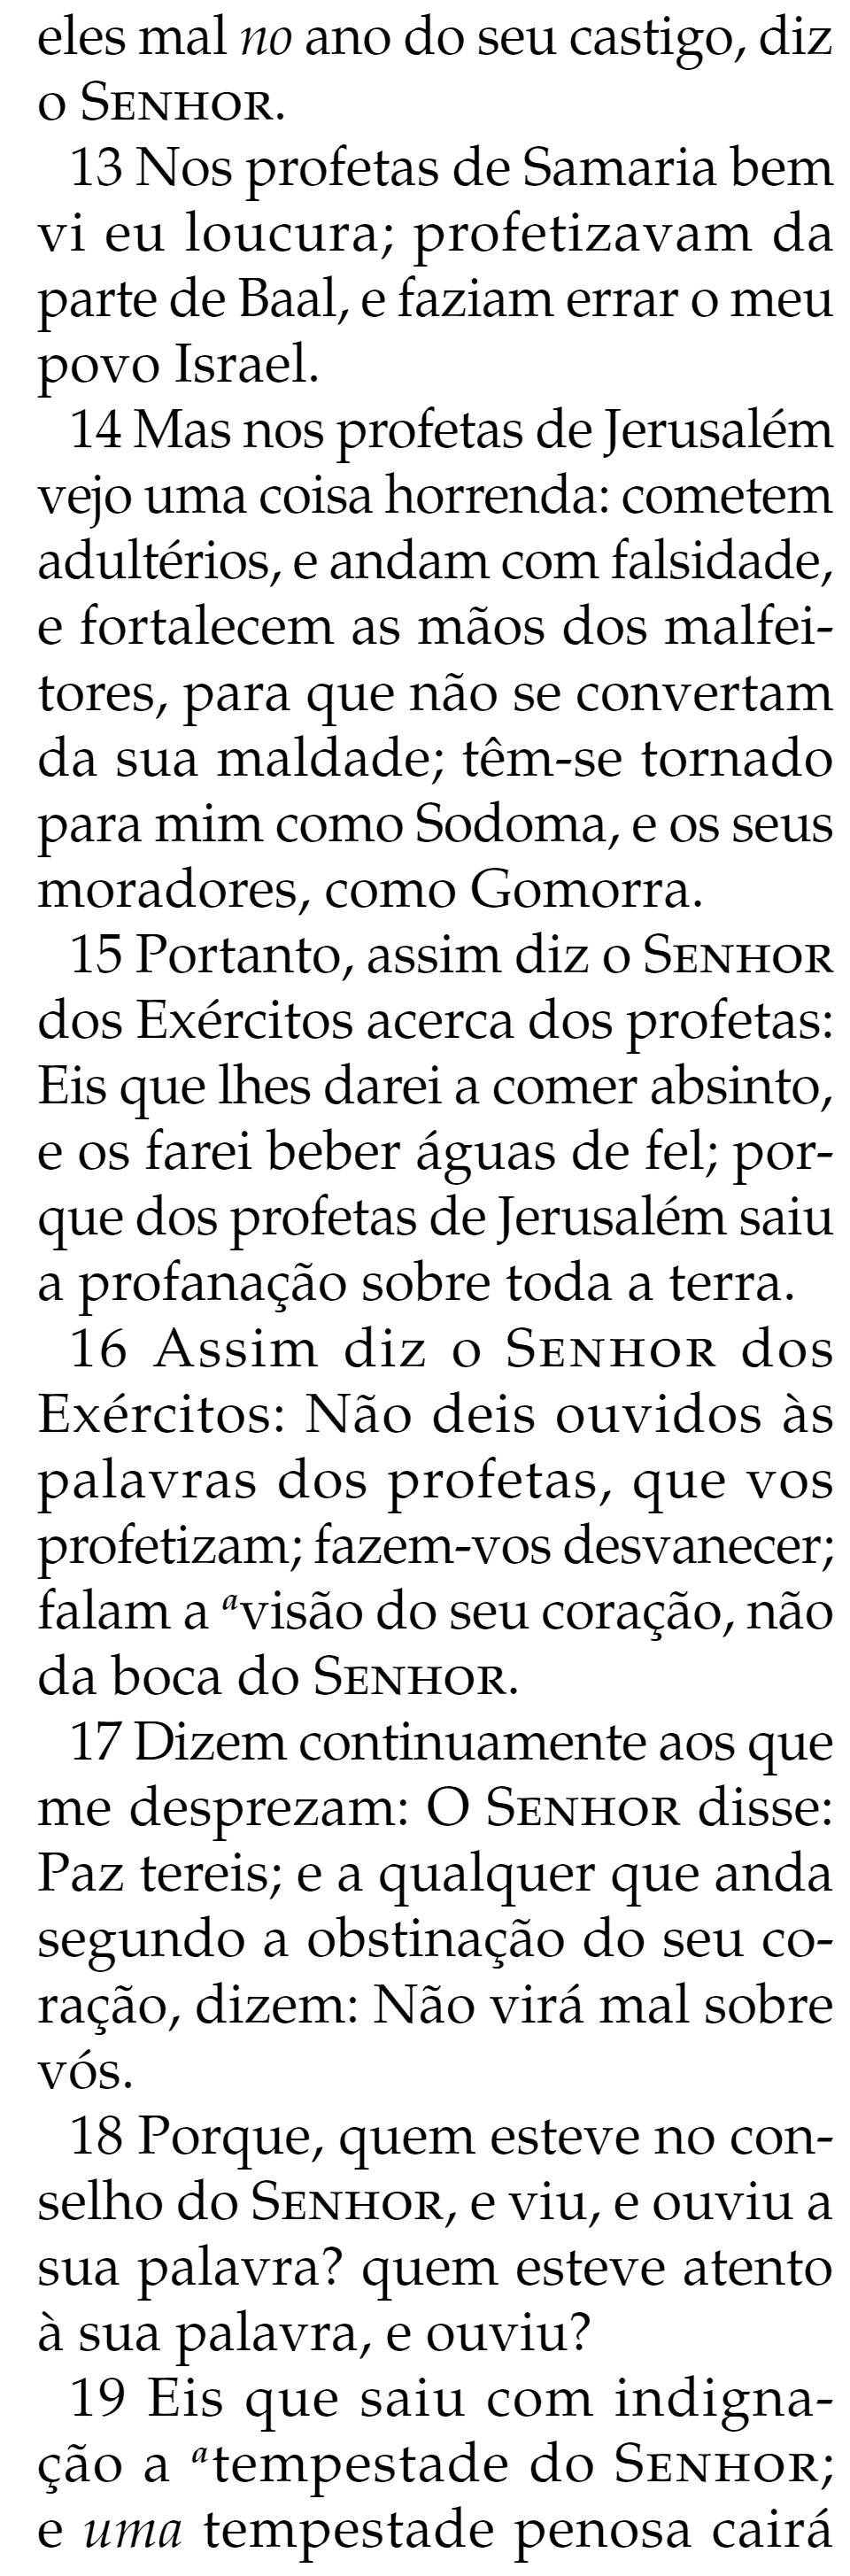 eles mal no ano do seu castigo, diz
o SENHOR.
13 Nos profetas de Samaria bem
vi eu loucura; profetizavam da
parte de Baal, e faziam errar o meu
povo Israel.
14 Mas nos profetas de Jerusalém
vejo uma coisa horrenda: cometem
adultérios, e andam com falsidade,
e fortalecem as mãos dos malfei-
tores, para que não se convertam
da sua maldade; têm-se tornado
para mim como Sodoma, e os seus
moradores, como Gomorra.
15 Portanto, assim diz o SENHOR
dos Exércitos acerca dos profetas:
Eis que lhes darei a comer absinto,
e os farei beber águas de fel; por-
que dos profetas de Jerusalém saiu
a profanação sobre toda a terra.
16 Assim diz o SENHOR dos
Exércitos: Não deis ouvidos às
palavras dos profetas, que vos
profetizam; fazem-vos desvanecer;
falam a ᵃvisão do seu coração, não
da boca do SENHOR.
17 Dizem continuamente aos que
me desprezam: O SENHOR disse:
Paz tereis; e a qualquer que anda
segundo a obstinação do seu co-
ração, dizem: Não virá mal sobre
vós.
18 Porque, quem esteve no con-
selho do SENHOR, e viu, e ouviu a
sua palavra? quem esteve atento
à sua palavra, e ouviu?
19 Eis que saiu com indigna-
ção a ᵃtempestade do SENHOR;
e uma tempestade penosa cairá